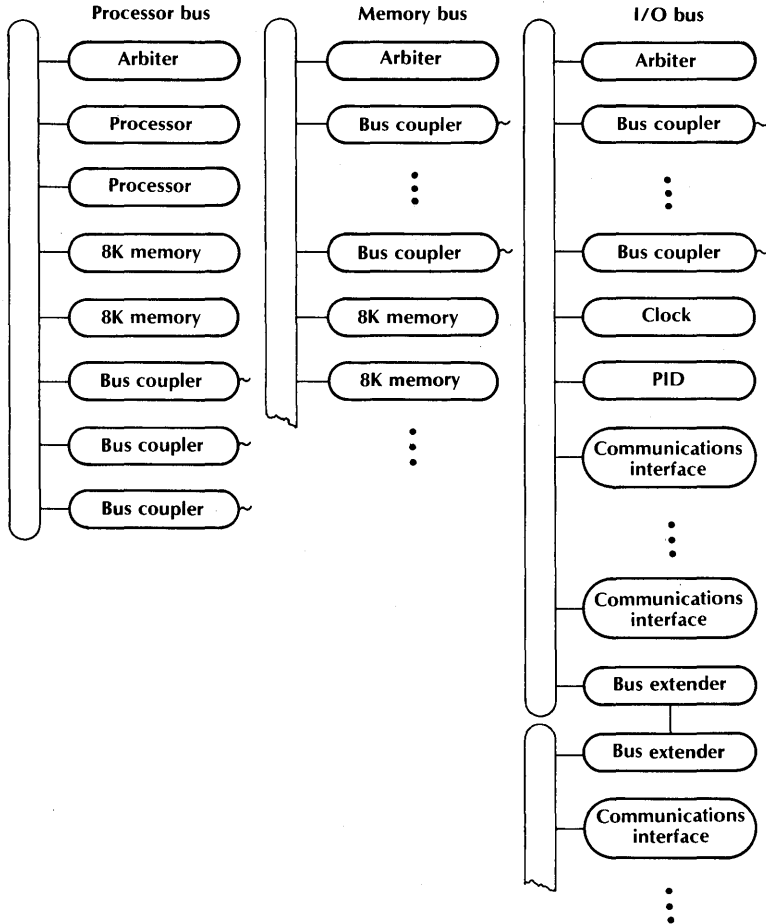 Processor bus
Arbiter
Processor
Processor
8K memory
8K memory
Bus coupler
Bus coupler
Bus coupler
Memory bus
Arbiter
Bus coupler
Bus coupler
8K memory
8K memory
I/O bus
Arbiter
Bus coupler
Bus coupler
Clock
PID
Communications
interface
Communications
interface
Bus extender
Bus extender
Communications
interface